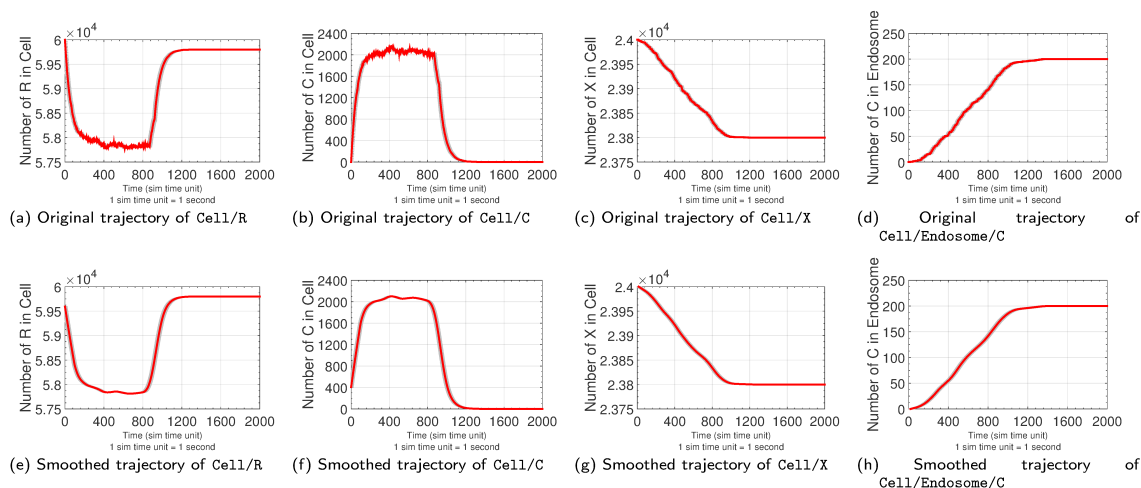 ×10⁴
Number of R in Cell
6
5.95
5.9
5.85
5.8
5.75
0 400 800 1200 1600 2000
Time (sim time unit)
1 sim time unit = 1 second
(a) Original trajectory of Cell/R
Number of C in Cell
2400
2000
1600
1200
800
400
0
0 400 800 1200 1600 2000
Time (sim time unit)
1 sim time unit = 1 second
(b) Original trajectory of Cell/C
×10⁴
Number of X in Cell
2.4
2.395
2.39
2.385
2.38
2.375
0 400 800 1200 1600 2000
Time (sim time unit)
1 sim time unit = 1 second
(c) Original trajectory of Cell/X
Number of C in Endosome
250
200
150
100
50
0
0 400 800 1200 1600 2000
Time (sim time unit)
1 sim time unit = 1 second
(d) Original trajectory of
Cell/Endosome/C
×10⁴
Number of R in Cell
6
5.95
5.9
5.85
5.8
5.75
0 400 800 1200 1600 2000
Time (sim time unit)
1 sim time unit = 1 second
(e) Smoothed trajectory of Cell/R
Number of C in Cell
2400
2000
1600
1200
800
400
0
0 400 800 1200 1600 2000
Time (sim time unit)
1 sim time unit = 1 second
(f) Smoothed trajectory of Cell/C
×10⁴
Number of X in Cell
2.4
2.395
2.39
2.385
2.38
2.375
0 400 800 1200 1600 2000
Time (sim time unit)
1 sim time unit = 1 second
(g) Smoothed trajectory of Cell/X
Number of C in Endosome
250
200
150
100
50
0
0 400 800 1200 1600 2000
Time (sim time unit)
1 sim time unit = 1 second
(h) Smoothed trajectory of
Cell/Endosome/C